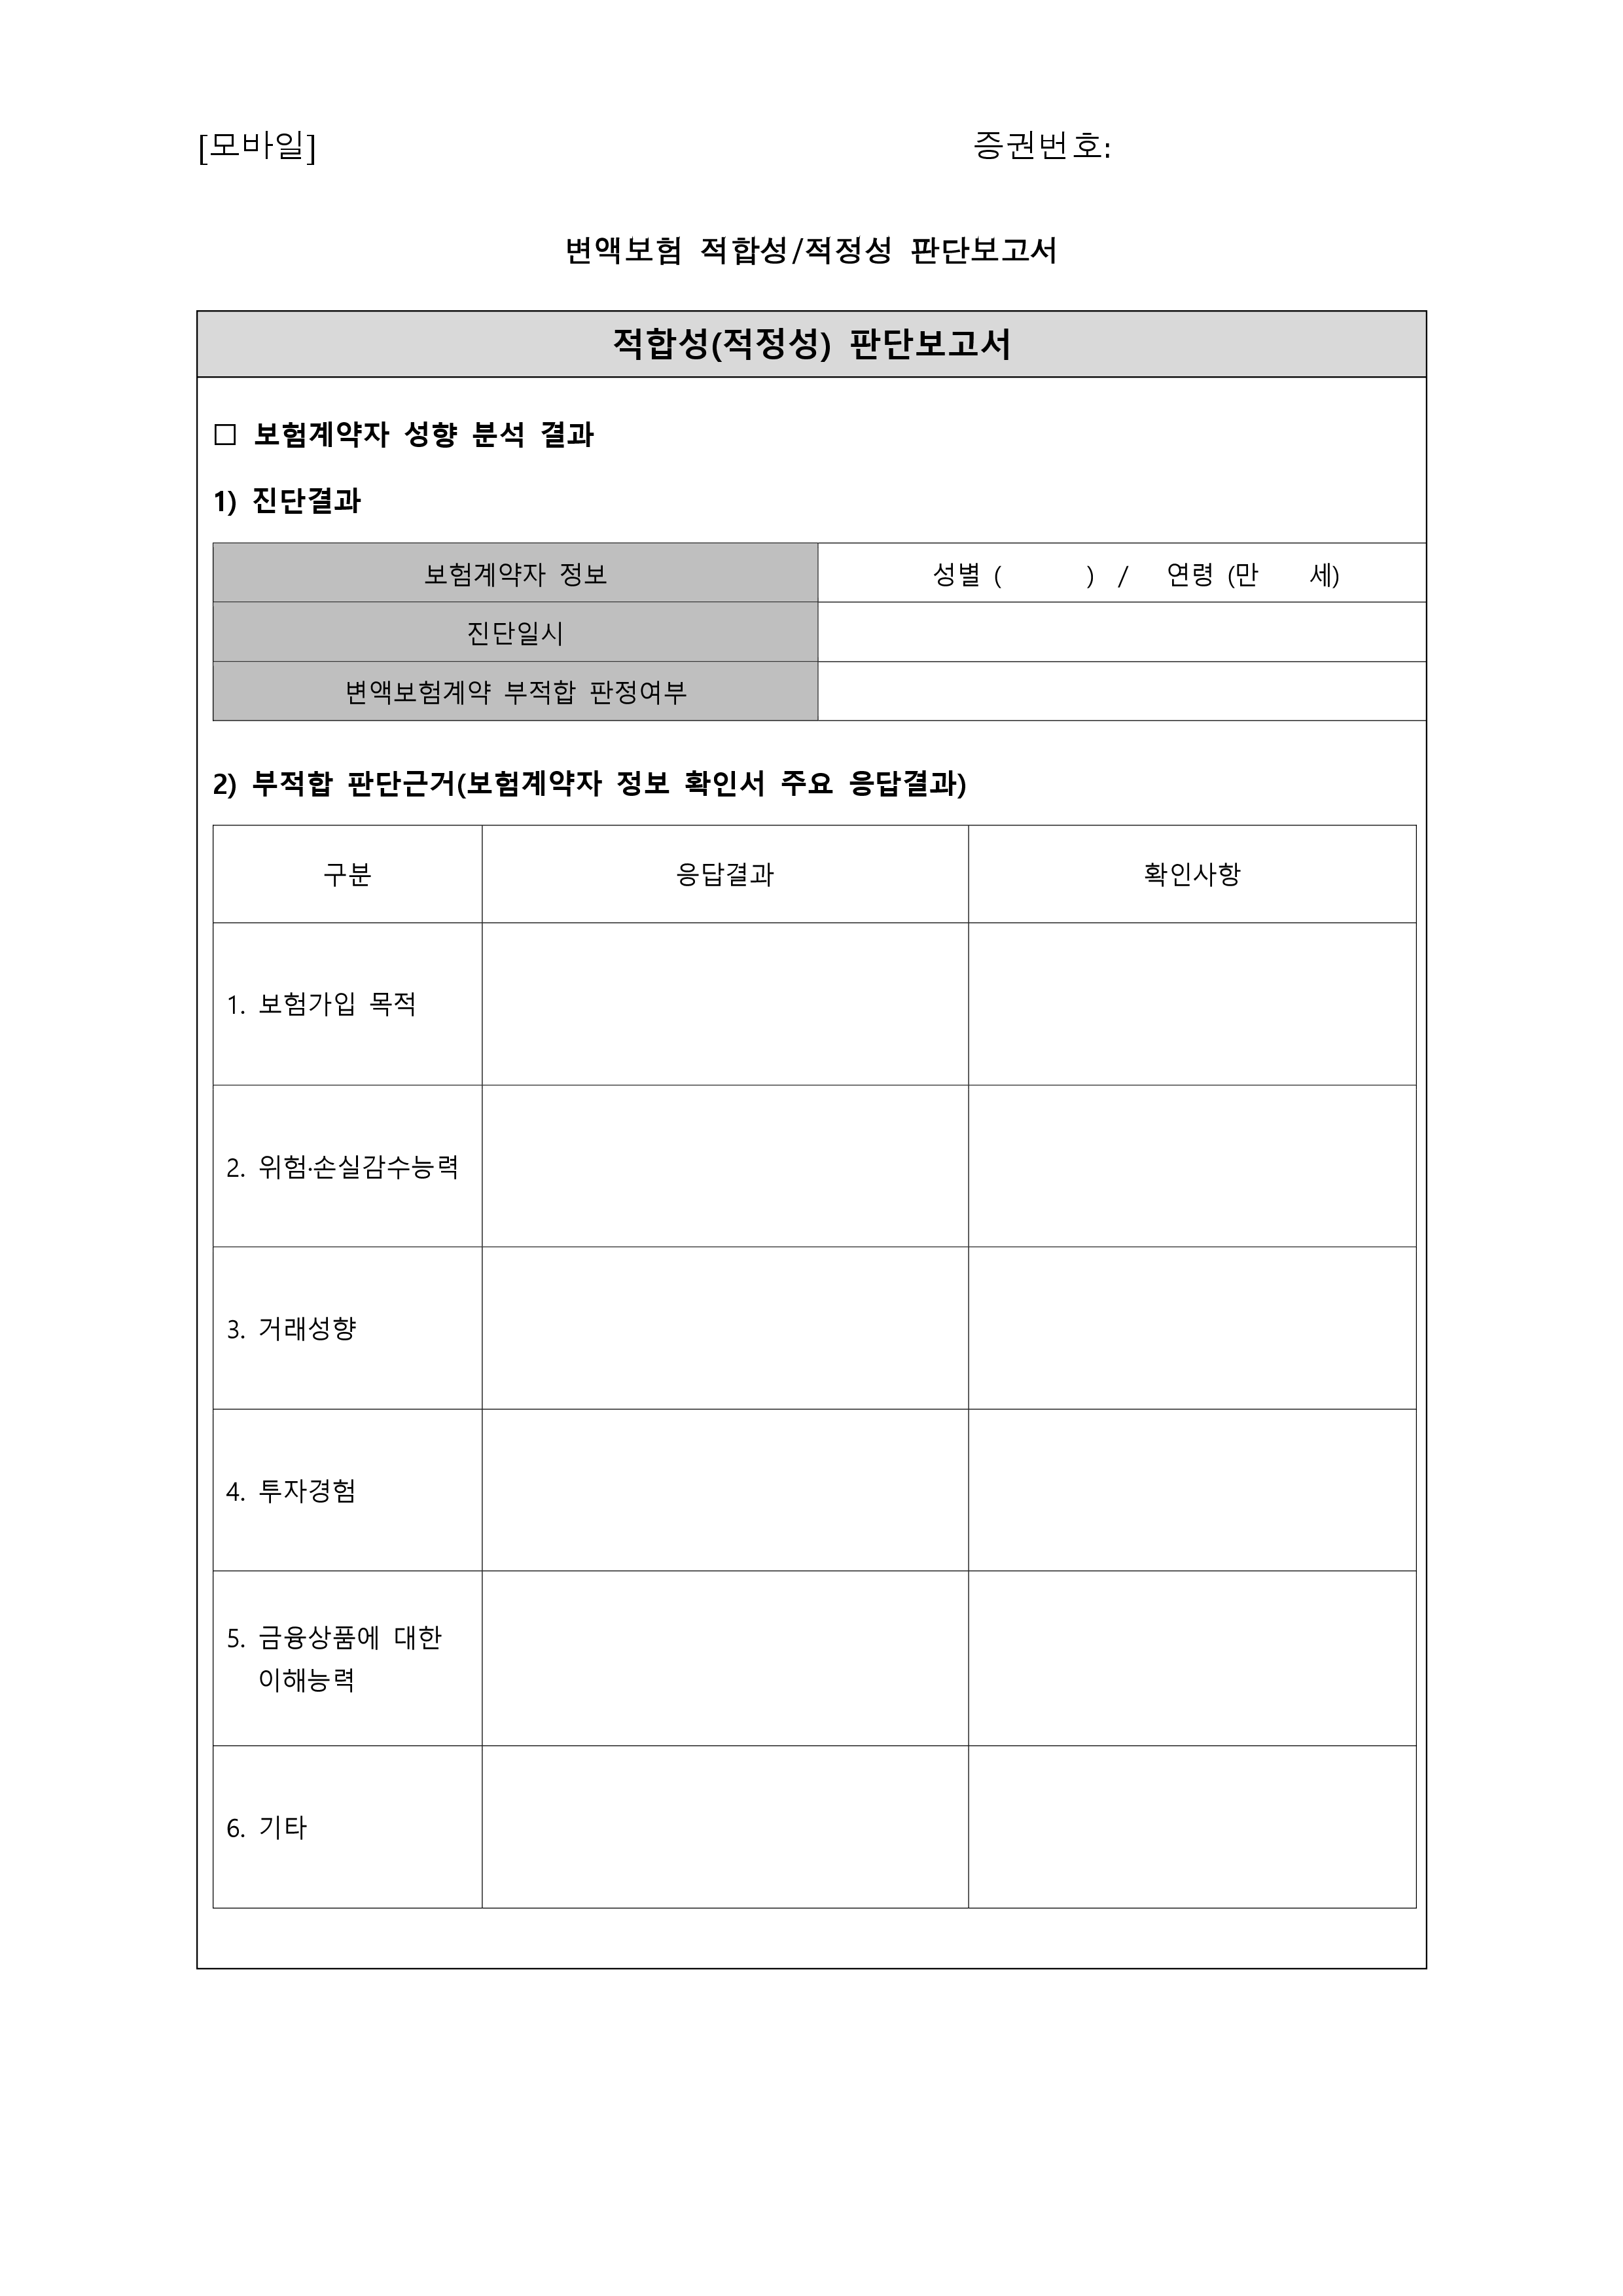 [모바일] 증권번호:
변액보험 적합성/적정성 판단보고서
적합성(적정성) 판단보고서
□ 보험계약자 성향 분석 결과
1) 진단결과
보험계약자 정보 성별 ( ) / 연령 (만 세)
진단일시
변액보험계약 부적합 판정여부
2) 부적합 판단근거(보험계약자 정보 확인서 주요 응답결과)
구분 응답결과 확인사항
1. 보험가입 목적
2. 위험·손실감수능력
3. 거래성향
4. 투자경험
5. 금융상품에 대한
이해능력
6. 기타